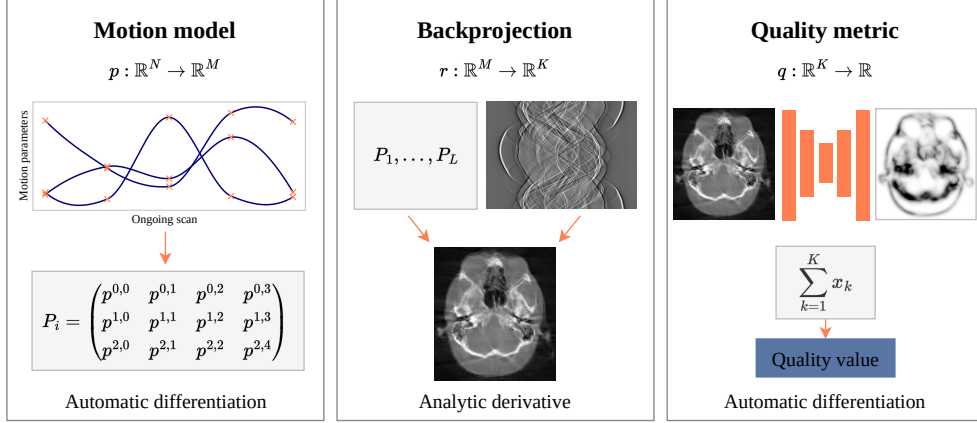 Motion model
p : ℝ^N → ℝ^M
Motion parameters
Ongoing scan
P_i = (p^{0,0} p^{0,1} p^{0,2} p^{0,3}
p^{1,0} p^{1,1} p^{1,2} p^{1,3}
p^{2,0} p^{2,1} p^{2,2} p^{2,4})
Automatic differentiation
Backprojection
r : ℝ^M → ℝ^K
P_1, . . . , P_L
Analytic derivative
Quality metric
q : ℝ^K → ℝ
∑_{k=1}^{K} x_k
Quality value
Automatic differentiation